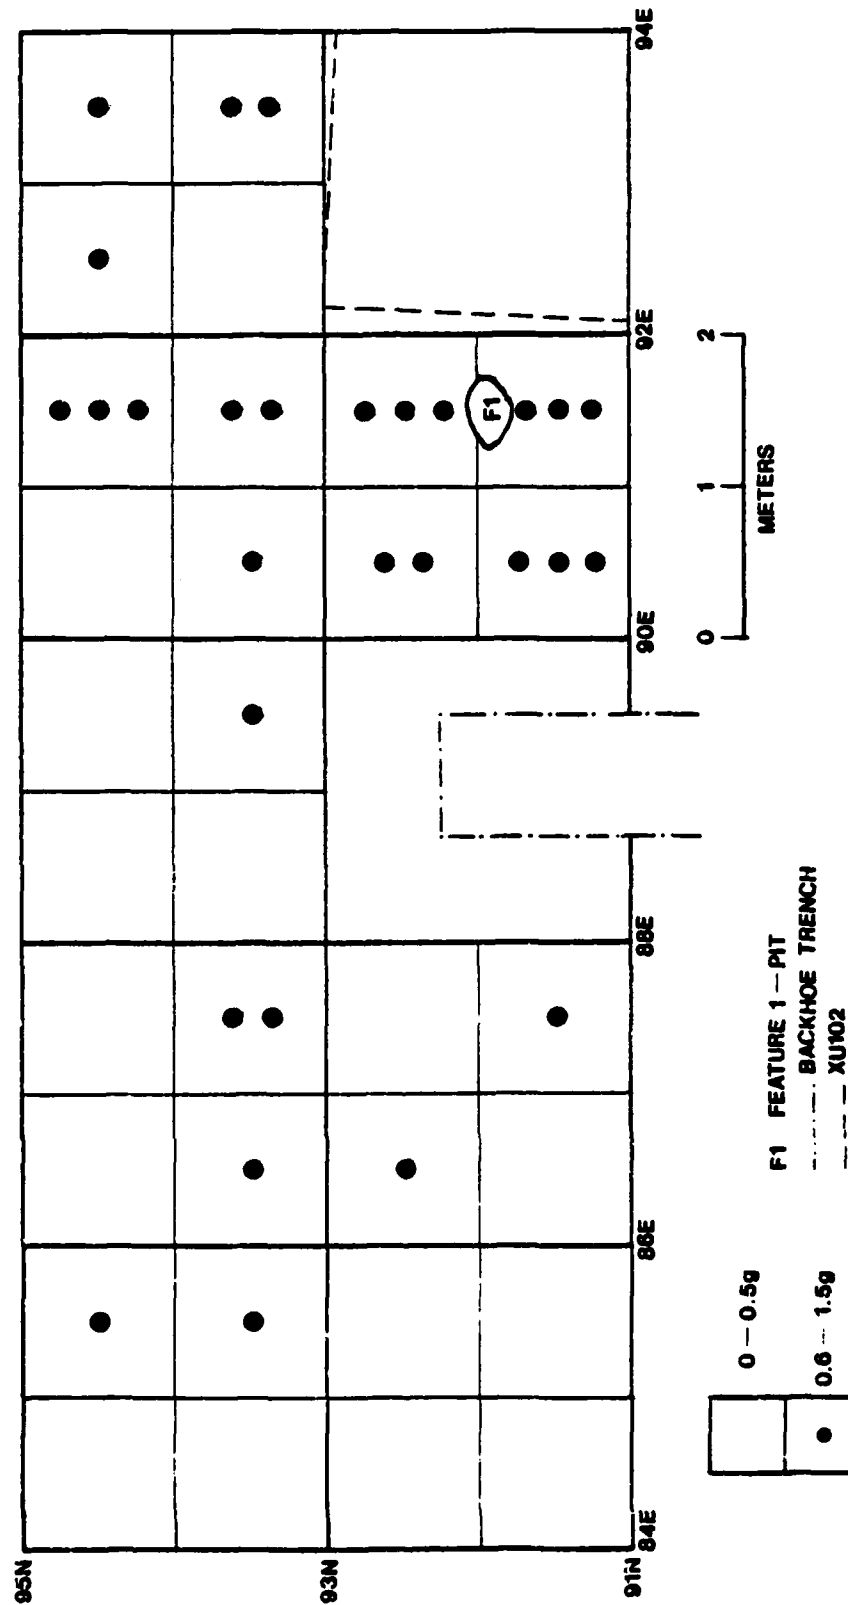 95N
93N
91N
84E
86E
88E
90E
92E
94E
F1
0 1 2
METERS
0 – 0.5g
0.6 – 1.5g
F1 FEATURE 1 – PIT
BACKHOE TRENCH
XU102